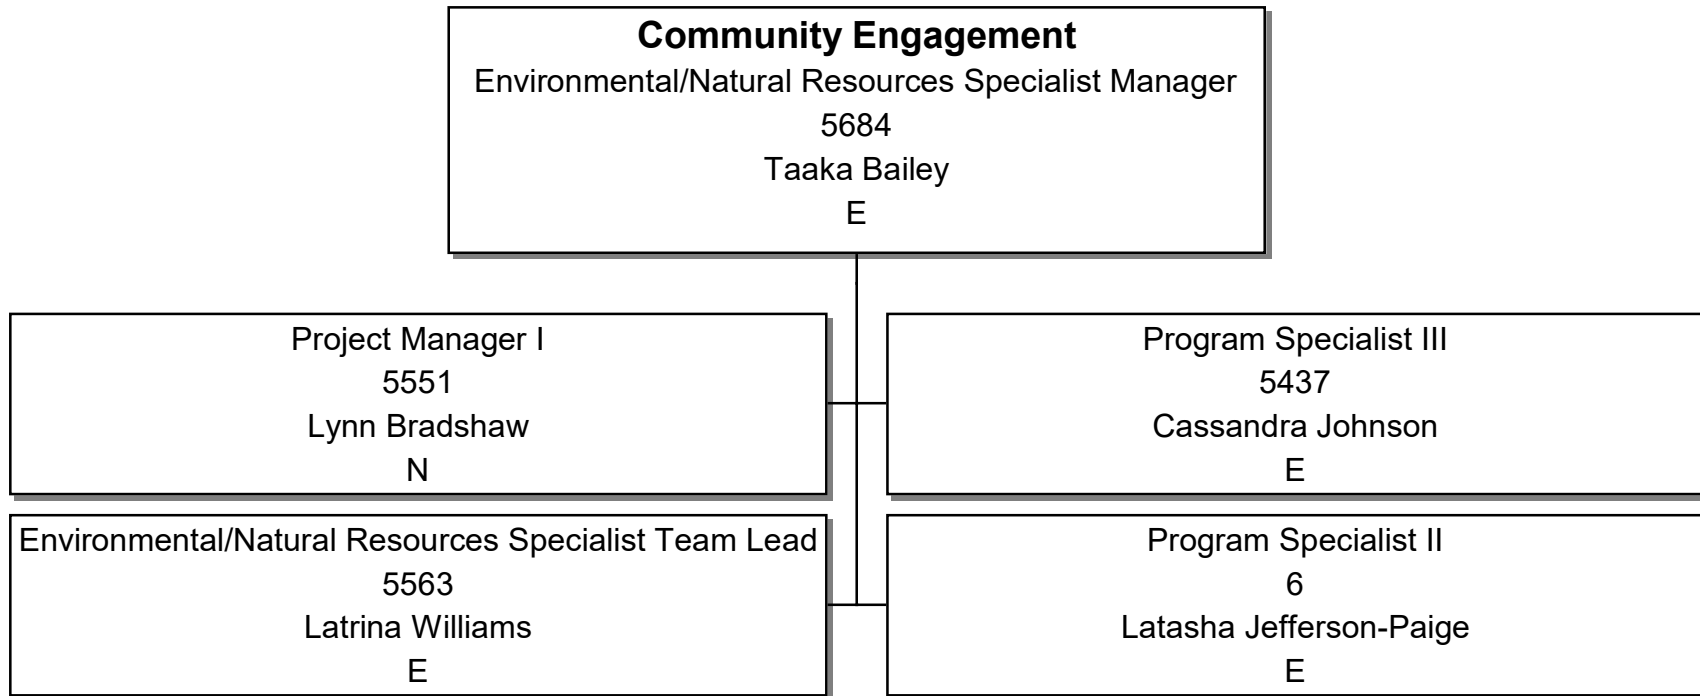 Community Engagement
Environmental/Natural Resources Specialist Manager
5684
Taaka Bailey
E
Project Manager I
5551
Lynn Bradshaw
N
Program Specialist III
5437
Cassandra Johnson
E
Environmental/Natural Resources Specialist Team Lead
5563
Latrina Williams
E
Program Specialist II
6
Latasha Jefferson-Paige
E